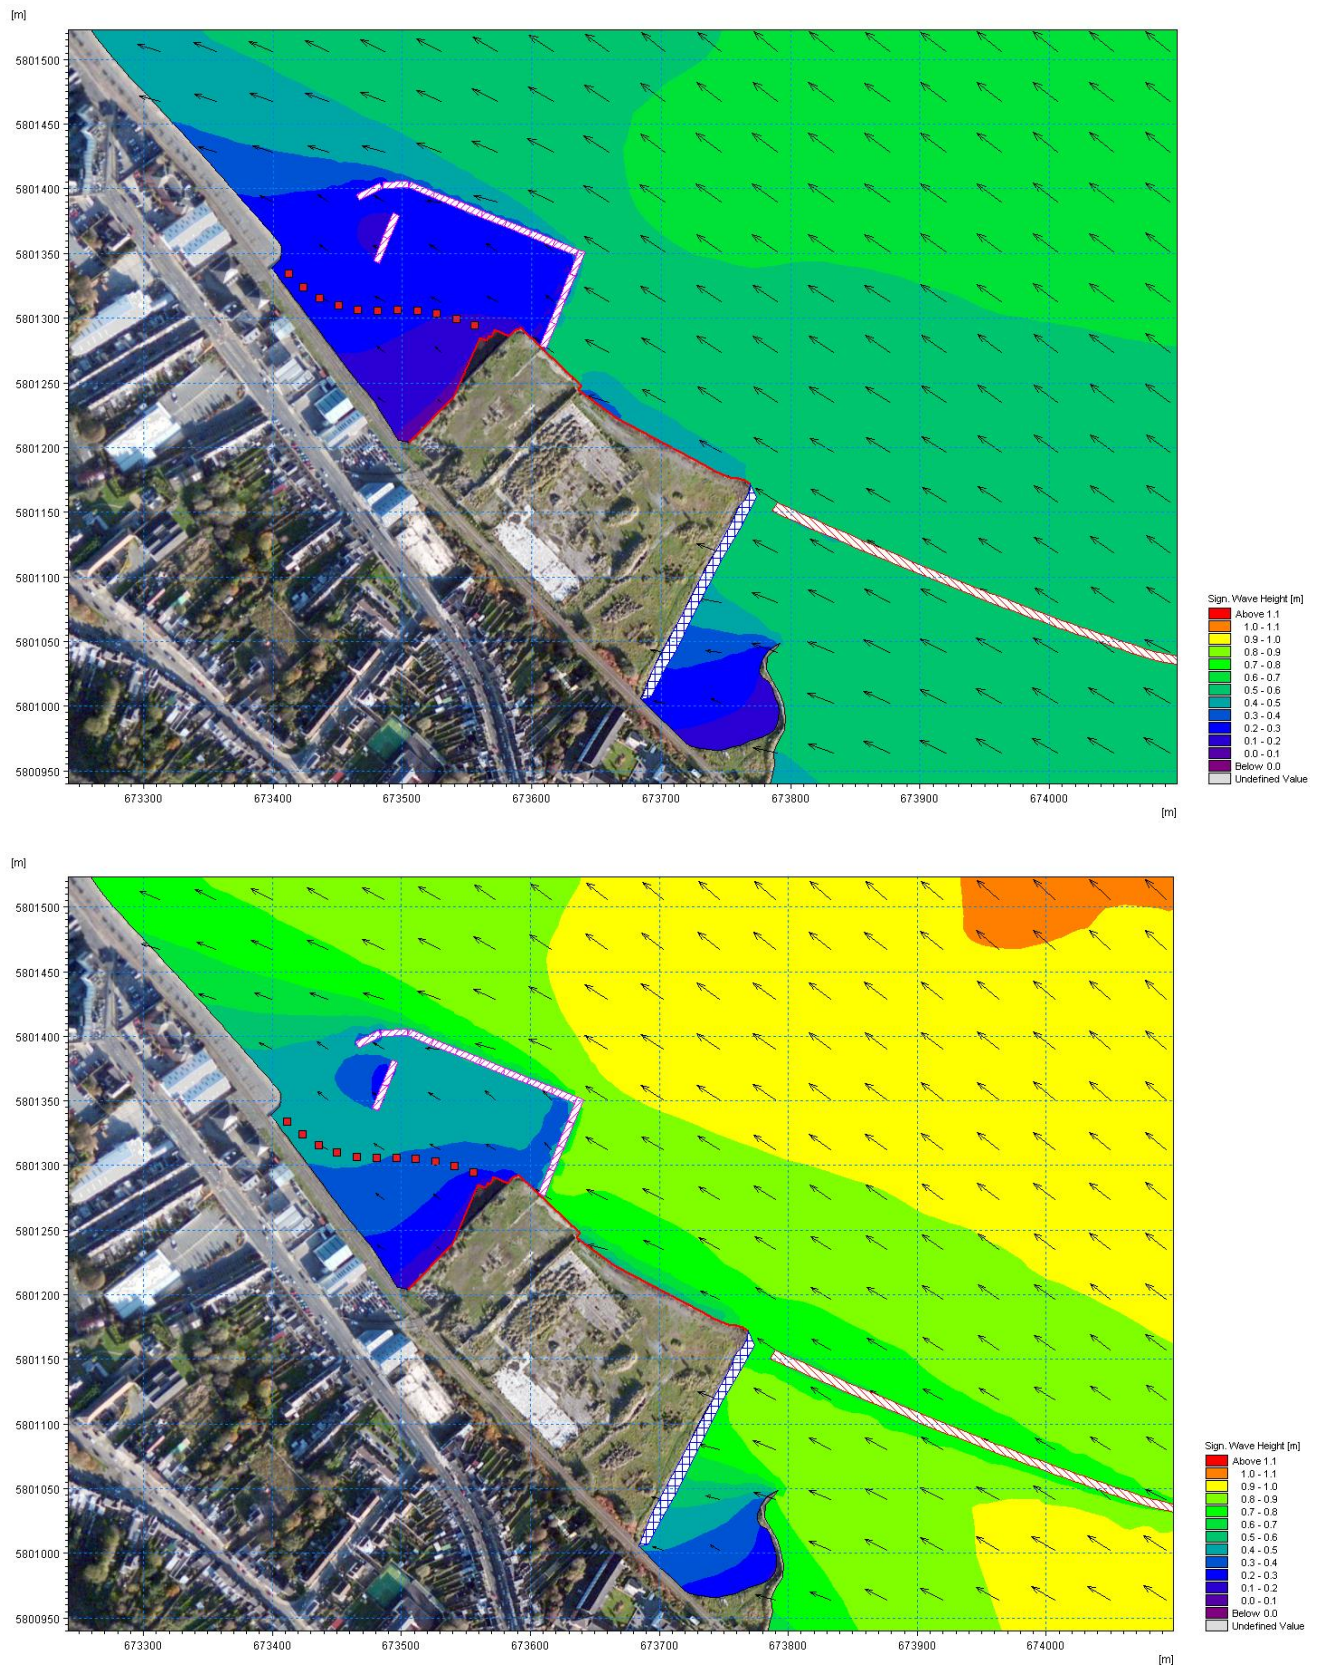 [m]
5801500
5801450
5801400
5801350
5801300
5801250
5801200
5801150
5801100
5801050
5801000
5800950
673300 673400 673500 673600 673700 673800 673900 674000
[m]
Sign. Wave Height [m]
Above 1.1
1.0 - 1.1
0.9 - 1.0
0.8 - 0.9
0.7 - 0.8
0.6 - 0.7
0.5 - 0.6
0.4 - 0.5
0.3 - 0.4
0.2 - 0.3
0.1 - 0.2
0.0 - 0.1
Below 0.0
Undefined Value
[m]
5801500
5801450
5801400
5801350
5801300
5801250
5801200
5801150
5801100
5801050
5801000
5800950
673300 673400 673500 673600 673700 673800 673900 674000
[m]
Sign. Wave Height [m]
Above 1.1
1.0 - 1.1
0.9 - 1.0
0.8 - 0.9
0.7 - 0.8
0.6 - 0.7
0.5 - 0.6
0.4 - 0.5
0.3 - 0.4
0.2 - 0.3
0.1 - 0.2
0.0 - 0.1
Below 0.0
Undefined Value